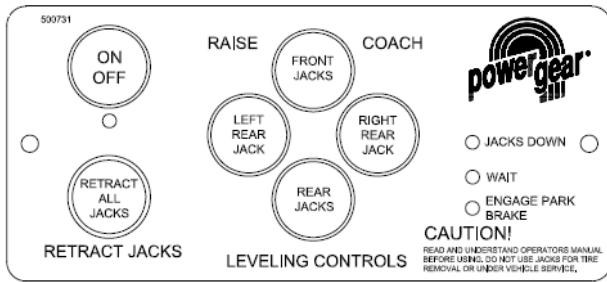 500731
ON
OFF
RAISE COACH
FRONT
JACKS
LEFT
REAR
JACK
RIGHT
REAR
JACK
REAR
JACKS
LEVELING CONTROLS
RETRACT
ALL
JACKS
RETRACT JACKS
powergear
JACKS DOWN
WAIT
ENGAGE PARK
BRAKE
CAUTION!
READ AND UNDERSTAND OPERATORS MANUAL
BEFORE USING. DO NOT USE JACKS FOR TIRE
REMOVAL OR UNDER VEHICLE SERVICE.